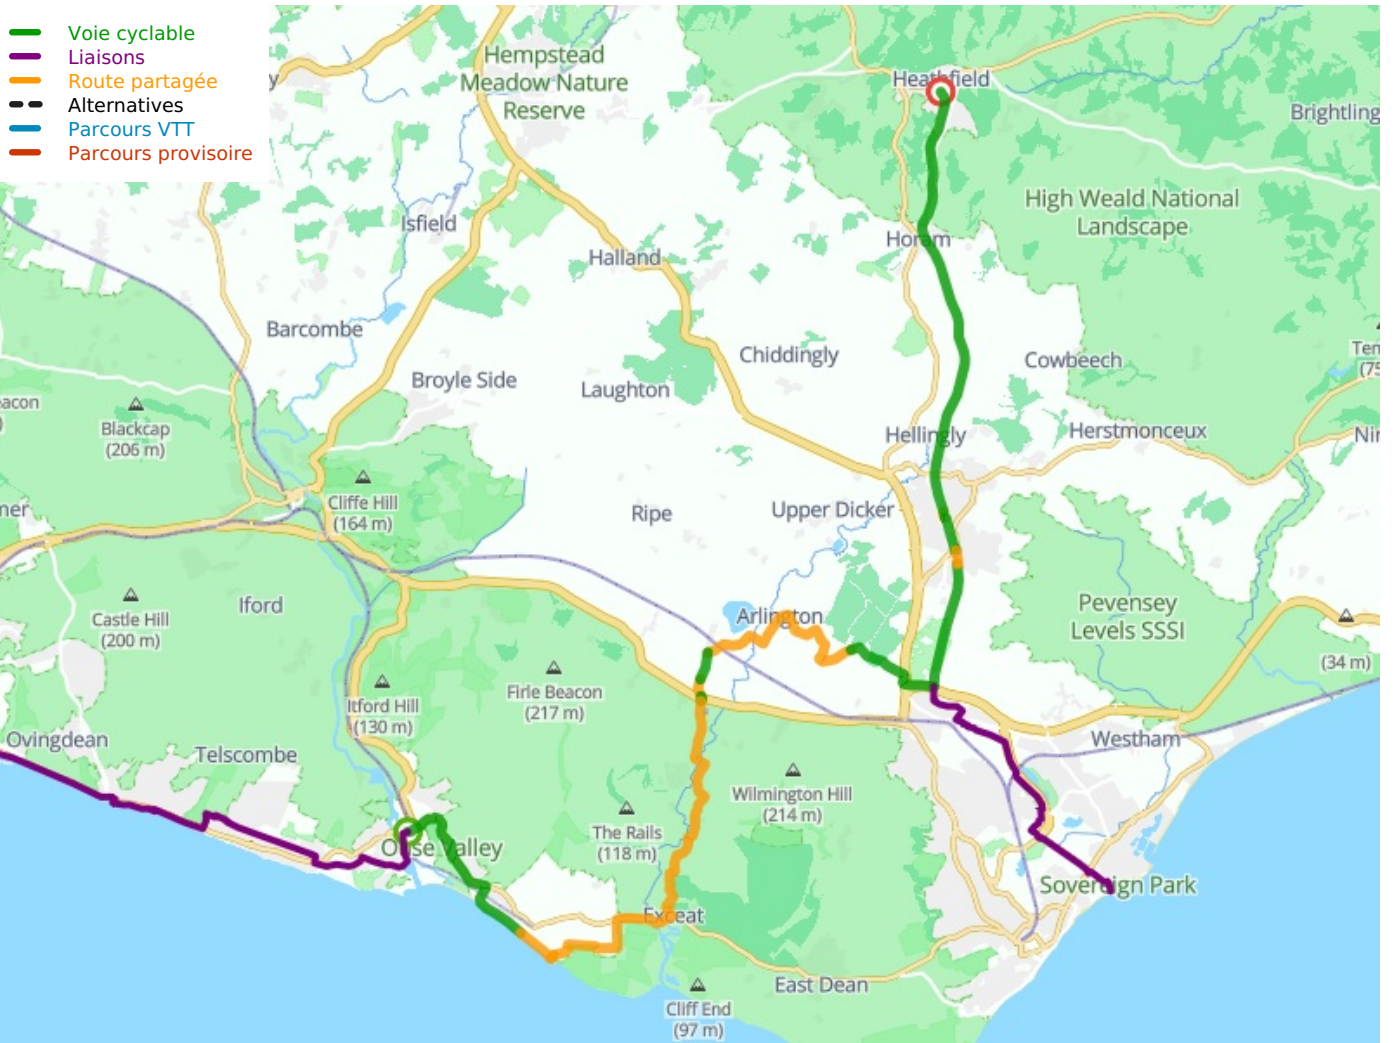 Voie cyclable
Liaisons
Route partagée
Alternatives
Parcours VTT
Parcours provisoire
Hempstead
Meadow Nature
Reserve
Heathfield
Brightling
High Weald National
Landscape
Isfield
Horam
Halland
Barcombe
Chiddingly
Cowbeech
Broyle Side
Laughton
Blackcap
(206 m)
Hellingly
Herstmonceux
Cliffe Hill
(164 m)
Ripe
Upper Dicker
Castle Hill
(200 m)
Iford
Arlington
Pevensey
Levels SSSI
(34 m)
Firle Beacon
(217 m)
Itford Hill
(130 m)
Ovingdean
Telscombe
Westham
Wilmington Hill
(214 m)
The Rails
(118 m)
Ouse Valley
Sovereign Park
Exceat
East Dean
Cliff End
(97 m)